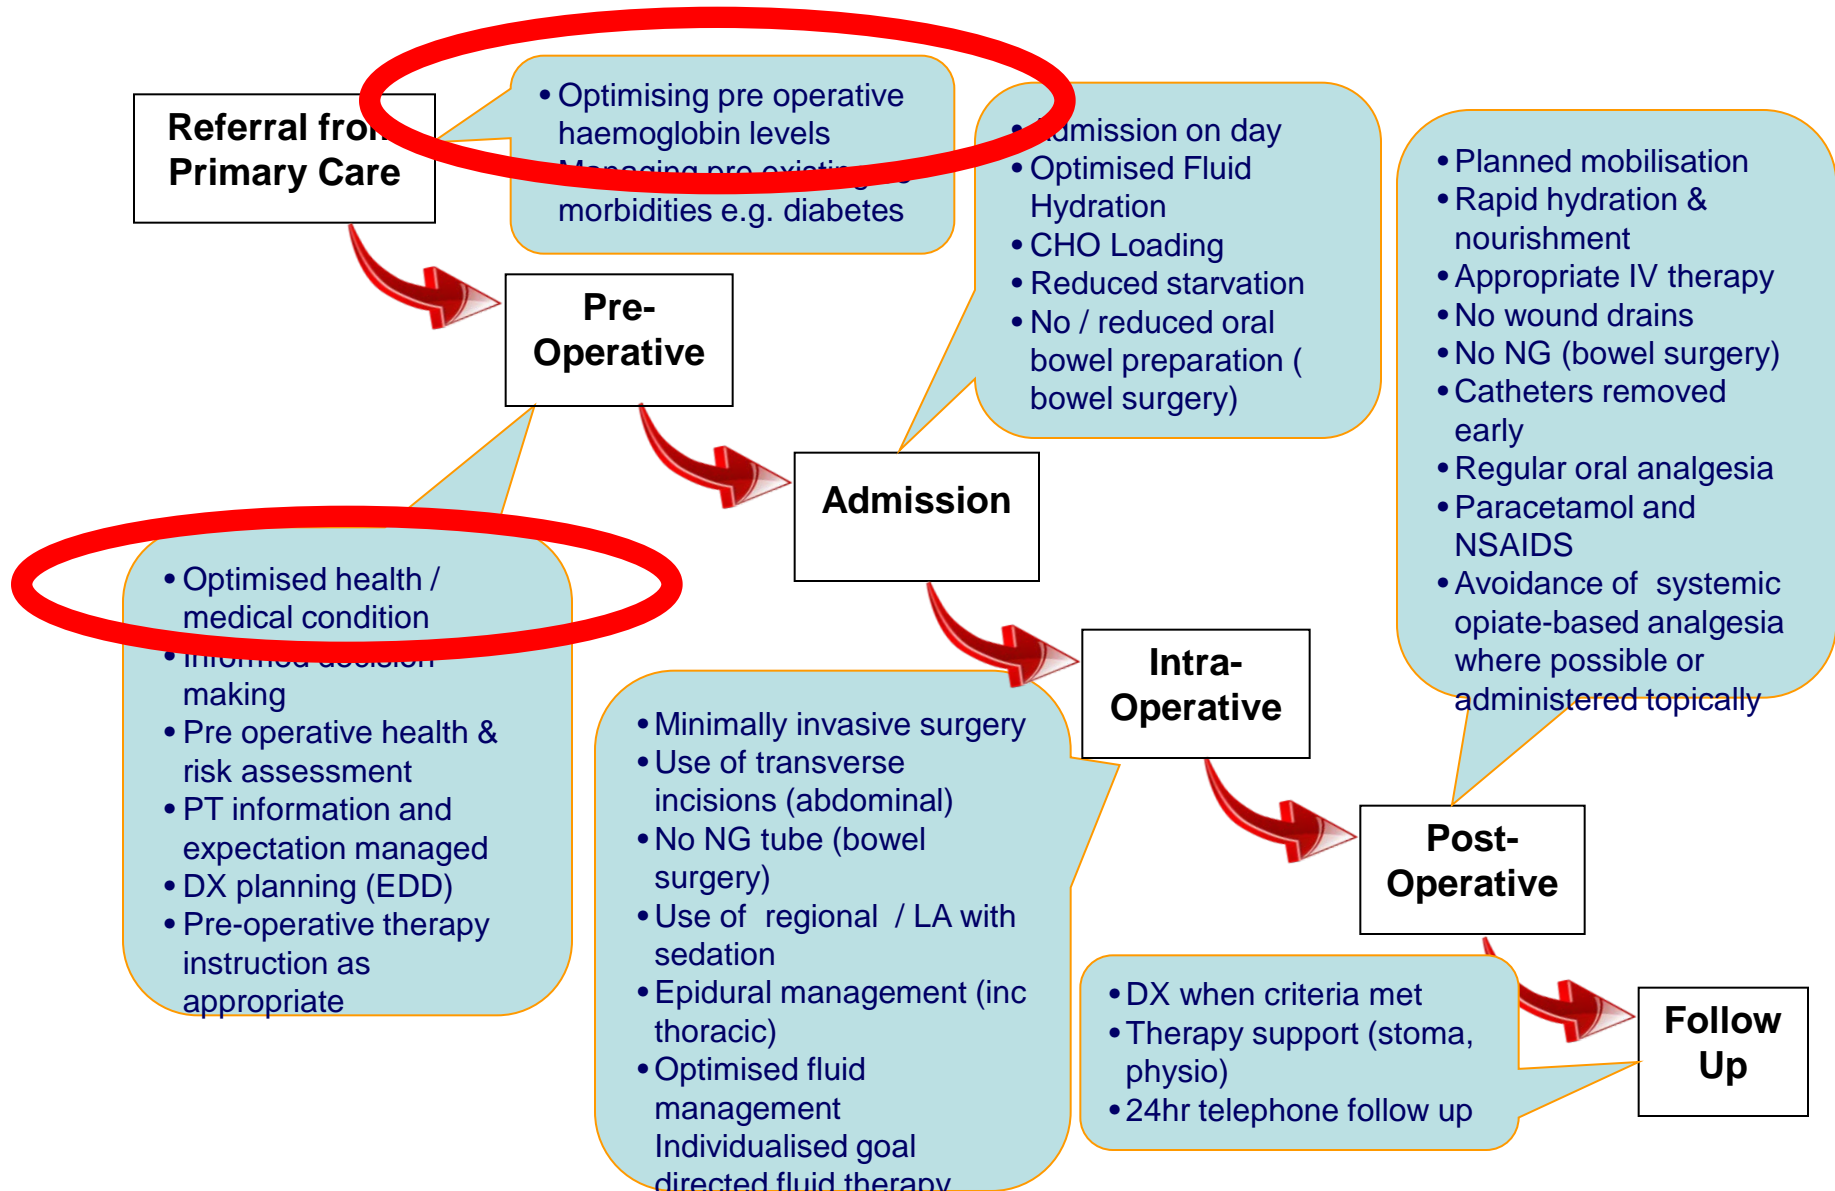 Referral from
Primary Care
• Optimising pre operative
haemoglobin levels
• Managing pre existing
morbidities e.g. diabetes
Pre-
Operative
• Optimised health /
medical condition
• Informed decision
making
• Pre operative health &
risk assessment
• PT information and
expectation managed
• DX planning (EDD)
• Pre-operative therapy
instruction as
appropriate
• Admission on day
• Optimised Fluid
Hydration
• CHO Loading
• Reduced starvation
• No / reduced oral
bowel preparation (
bowel surgery)
Admission
• Minimally invasive surgery
• Use of transverse
incisions (abdominal)
• No NG tube (bowel
surgery)
• Use of regional / LA with
sedation
• Epidural management (inc
thoracic)
• Optimised fluid
management
Individualised goal
directed fluid therapy
Intra-
Operative
• Planned mobilisation
• Rapid hydration &
nourishment
• Appropriate IV therapy
• No wound drains
• No NG (bowel surgery)
• Catheters removed
early
• Regular oral analgesia
• Paracetamol and
NSAIDS
• Avoidance of systemic
opiate-based analgesia
where possible or
administered topically
Post-
Operative
• DX when criteria met
• Therapy support (stoma,
physio)
• 24hr telephone follow up
Follow
Up